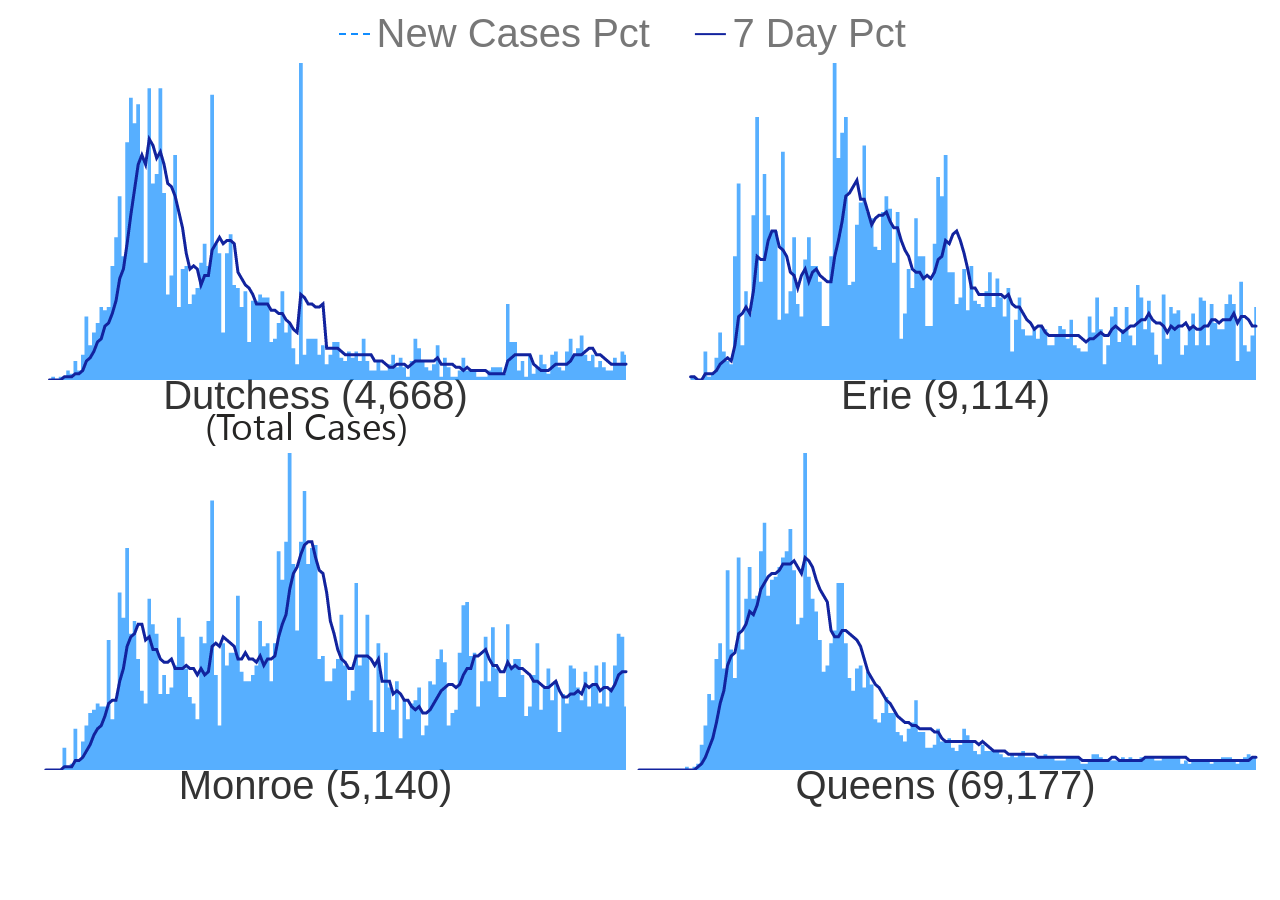 New Cases Pct 7 Day Pct
Dutchess (4,668) Erie (9,114)
(Total Cases)
Monroe (5,140) Queens (69,177)